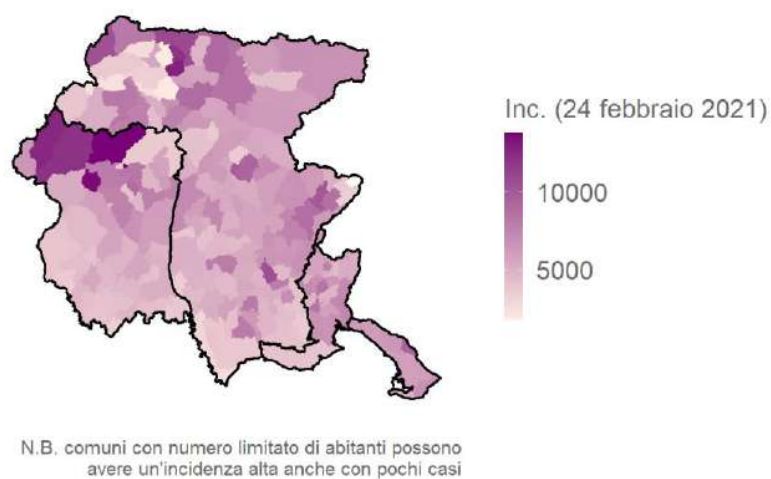 Inc. (24 febbraio 2021)
10000
5000
N.B. comuni con numero limitato di abitanti possono
avere un'incidenza alta anche con pochi casi